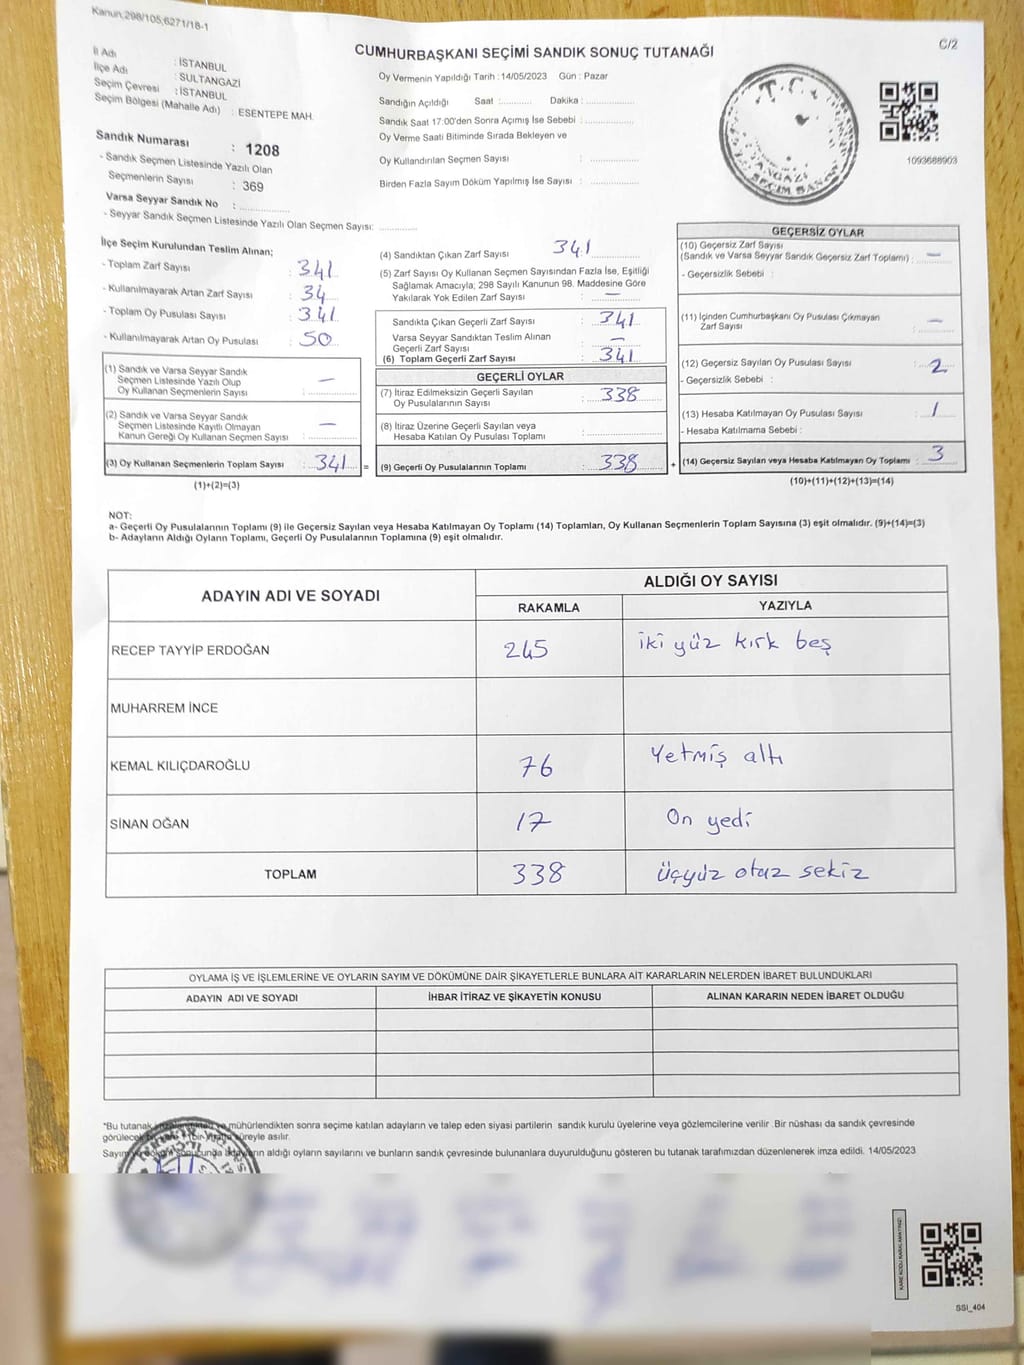 Kanun;298/105;6271/18-1
C/2
CUMHURBAŞKANI SEÇİMİ SANDIK SONUÇ TUTANAĞI
İl Adı : İSTANBUL
İlçe Adı : SULTANGAZİ
Seçim Çevresi : İSTANBUL
Seçim Bölgesi (Mahalle Adı) : ESENTEPE MAH.
Sandık Numarası : 1208
- Sandık Seçmen Listesinde Yazılı Olan
Seçmenlerin Sayısı : 369
Varsa Seyyar Sandık No : ................
- Seyyar Sandık Seçmen Listesinde Yazılı Olan Seçmen Sayısı: ............
Oy Vermenin Yapıldığı Tarih : 14/05/2023 Gün : Pazar
Sandığın Açıldığı Saat :........... Dakika : ...............
Sandık Saat 17:00'den Sonra Açımış İse Sebebi : ...............
Oy Verme Saati Bitiminde Sırada Bekleyen ve
Oy Kullandırılan Seçmen Sayısı : ...............
Birden Fazla Sayım Döküm Yapılmış İse Sayısı : ...............
T.C.
SEÇİM SAN
1093688903
İlçe Seçim Kurulundan Teslim Alınan;
- Toplam Zarf Sayısı : 341
- Kullanılmayarak Artan Zarf Sayısı : 34
- Toplam Oy Pusulası Sayısı : 341
- Kullanılmayarak Artan Oy Pusulası : 50
(1) Sandık ve Varsa Seyyar Sandık
Seçmen Listesinde Yazılı Olup
Oy Kullanan Seçmenlerin Sayısı : —
(2) Sandık ve Varsa Seyyar Sandık
Seçmen Listesinde Kayıtlı Olmayan
Kanun Gereği Oy Kullanan Seçmen Sayısı : —
(3) Oy Kullanan Seçmenlerin Toplam Sayısı : 341 =
(1)+(2)=(3)
(4) Sandıktan Çıkan Zarf Sayısı : 341
(5) Zarf Sayısı Oy Kullanan Seçmen Sayısından Fazla İse, Eşitliği
Sağlamak Amacıyla; 298 Sayılı Kanunun 98. Maddesine Göre
Yakılarak Yok Edilen Zarf Sayısı : —
Sandıkta Çıkan Geçerli Zarf Sayısı : 341
Varsa Seyyar Sandıktan Teslim Alınan
Geçerli Zarf Sayısı : —
(6) Toplam Geçerli Zarf Sayısı : 341
GEÇERLİ OYLAR
(7) İtiraz Edilmeksizin Geçerli Sayılan
Oy Pusulalarının Sayısı : 338
(8) İtiraz Üzerine Geçerli Sayılan veya
Hesaba Katılan Oy Pusulası Toplamı : ...............
(9) Geçerli Oy Pusulalarının Toplamı : 338 +
GEÇERSİZ OYLAR
(10) Geçersiz Zarf Sayısı
(Sandık ve Varsa Seyyar Sandık Geçersiz Zarf Toplamı) : —
- Geçersizlik Sebebi :
(11) İçinden Cumhurbaşkanı Oy Pusulası Çıkmayan
Zarf Sayısı : —
(12) Geçersiz Sayılan Oy Pusulası Sayısı : 2
- Geçersizlik Sebebi :
(13) Hesaba Katılmayan Oy Pusulası Sayısı : 1
- Hesaba Katılmama Sebebi :
(14) Geçersiz Sayılan veya Hesaba Katılmayan Oy Toplamı : 3
(10)+(11)+(12)+(13)=(14)
NOT:
a- Geçerli Oy Pusulalarının Toplamı (9) ile Geçersiz Sayılan veya Hesaba Katılmayan Oy Toplamı (14) Toplamları, Oy Kullanan Seçmenlerin Toplam Sayısına (3) eşit olmalıdır. (9)+(14)=(3)
b- Adayların Aldığı Oyların Toplamı, Geçerli Oy Pusulalarının Toplamına (9) eşit olmalıdır.
ADAYIN ADI VE SOYADI ALDIĞI OY SAYISI
RAKAMLA YAZIYLA
RECEP TAYYİP ERDOĞAN 245 iki yüz kırk beş
MUHARREM İNCE
KEMAL KILIÇDAROĞLU 76 Yetmiş altı
SİNAN OĞAN 17 On yedi
TOPLAM 338 üçyüz otuz sekiz
OYLAMA İŞ VE İŞLEMLERİNE VE OYLARIN SAYIM VE DÖKÜMÜNE DAİR ŞİKAYETLERLE BUNLARA AİT KARARLARIN NELERDEN İBARET BULUNDUKLARI
ADAYIN ADI VE SOYADI İHBAR İTİRAZ VE ŞİKAYETİN KONUSU ALINAN KARARIN NEDEN İBARET OLDUĞU
*Bu tutanak ve mühürlendikten sonra seçime katılan adayların ve talep eden siyasi partilerin sandık kurulu üyelerine veya gözlemcilerine verilir .Bir nüshası da sandık çevresinde
görülecek süreyle asılır.
Sayım aldığı oyların sayılarını ve bunların sandık çevresinde bulunanlara duyurulduğunu gösteren bu tutanak tarafımızdan düzenlenerek imza edildi. 14/05/2023
SSI_404